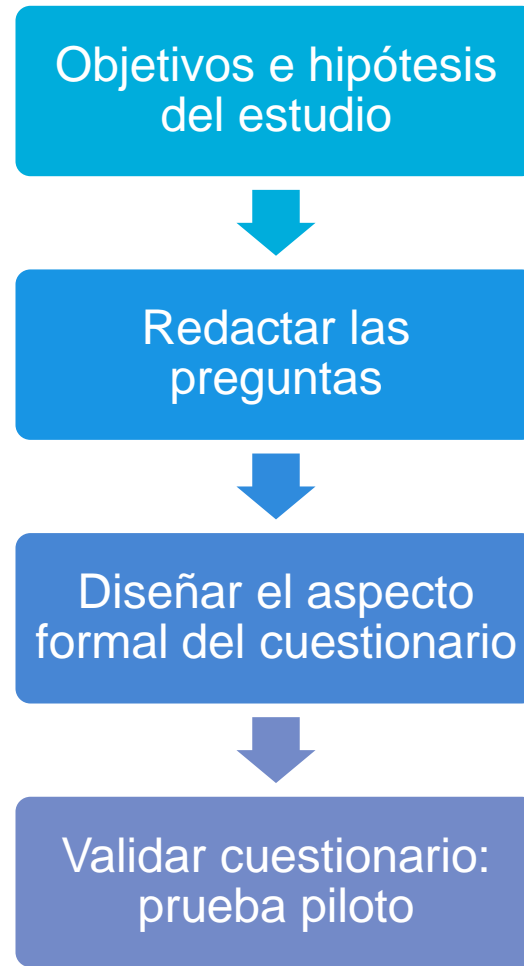 Objetivos e hipótesis
del estudio
Redactar las
preguntas
Diseñar el aspecto
formal del cuestionario
Validar cuestionario:
prueba piloto